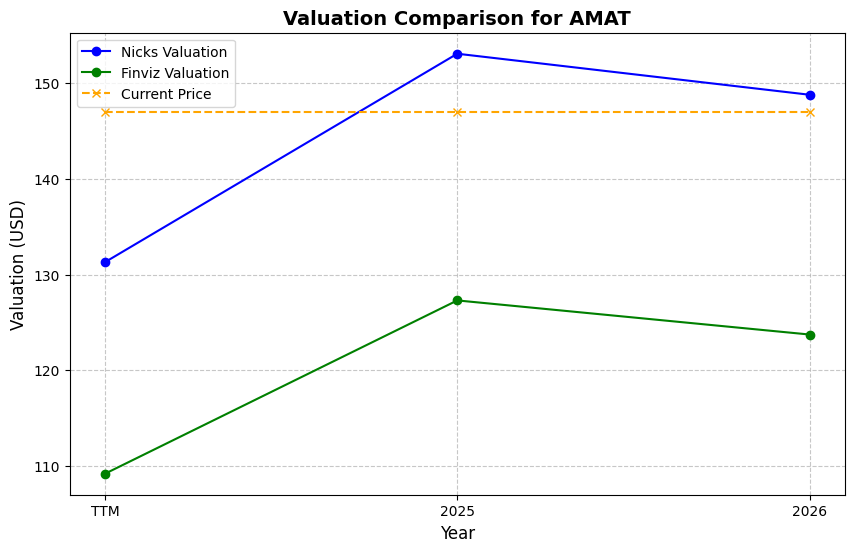 Valuation Comparison for AMAT
Nicks Valuation
Finviz Valuation
Current Price
Valuation (USD)
150
140
130
120
110
TTM
2025
2026
Year